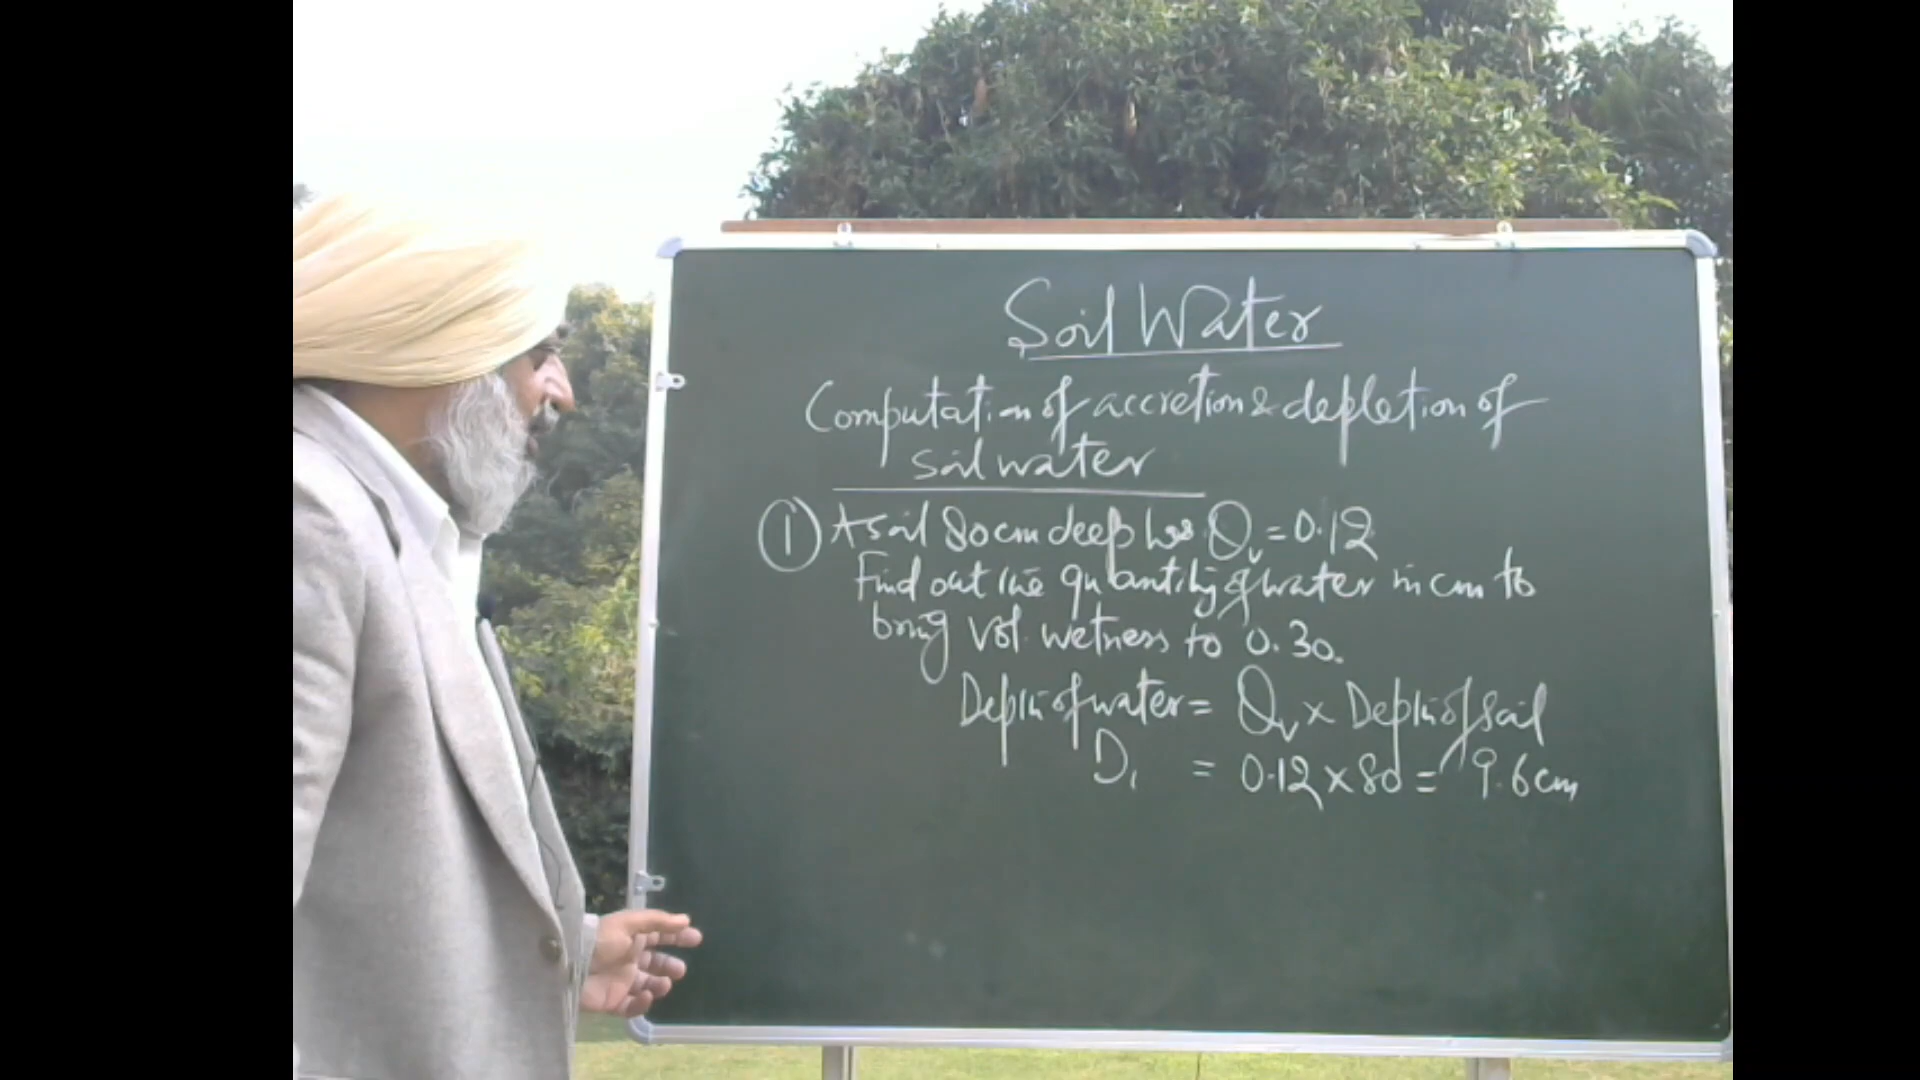 Soil Water
Computation of accretion & depletion of
soil water
① A soil 80 cm deep has θv = 0.12
Find out the quantity of water in cm to
bring vol. wetness to 0.30.
Depth of water = θv × Depth of soil
D1 = 0.12 × 80 = 9.6 cm